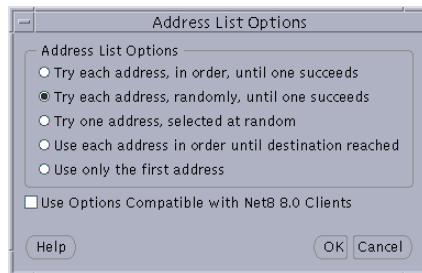 Address List Options
Address List Options
Try each address, in order, until one succeeds
Try each address, randomly, until one succeeds
Try one address, selected at random
Use each address in order until destination reached
Use only the first address
Use Options Compatible with Net8 8.0 Clients
Help OK Cancel